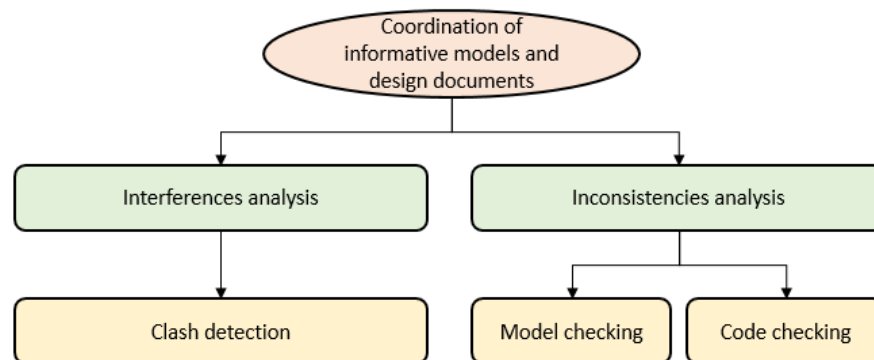 Coordination of
informative models and
design documents
Interferences analysis
Inconsistencies analysis
Clash detection
Model checking
Code checking